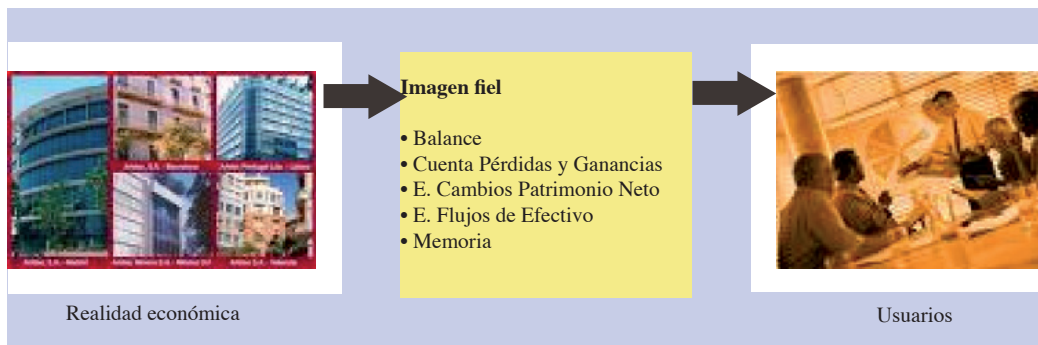 Imagen fiel
• Balance
• Cuenta Pérdidas y Ganancias
• E. Cambios Patrimonio Neto
• E. Flujos de Efectivo
• Memoria
Realidad económica
Usuarios